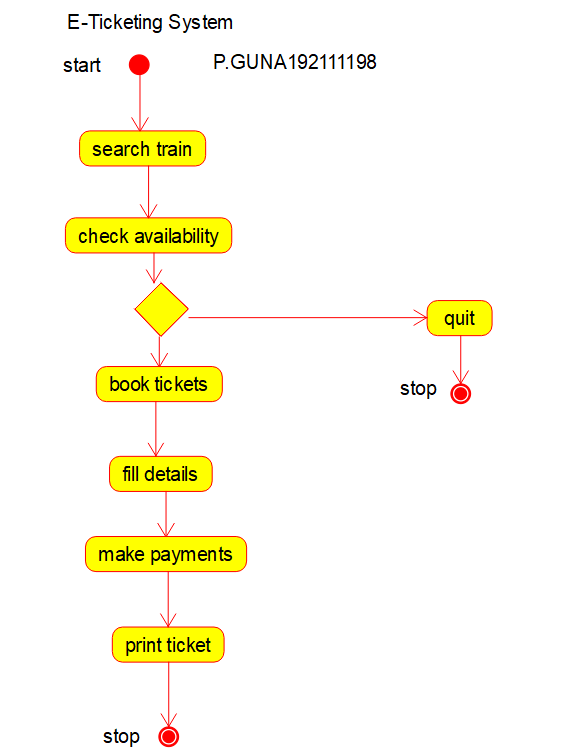 E-Ticketing System
start
P.GUNA192111198
search train
check availability
quit
book tickets
stop
fill details
make payments
print ticket
stop